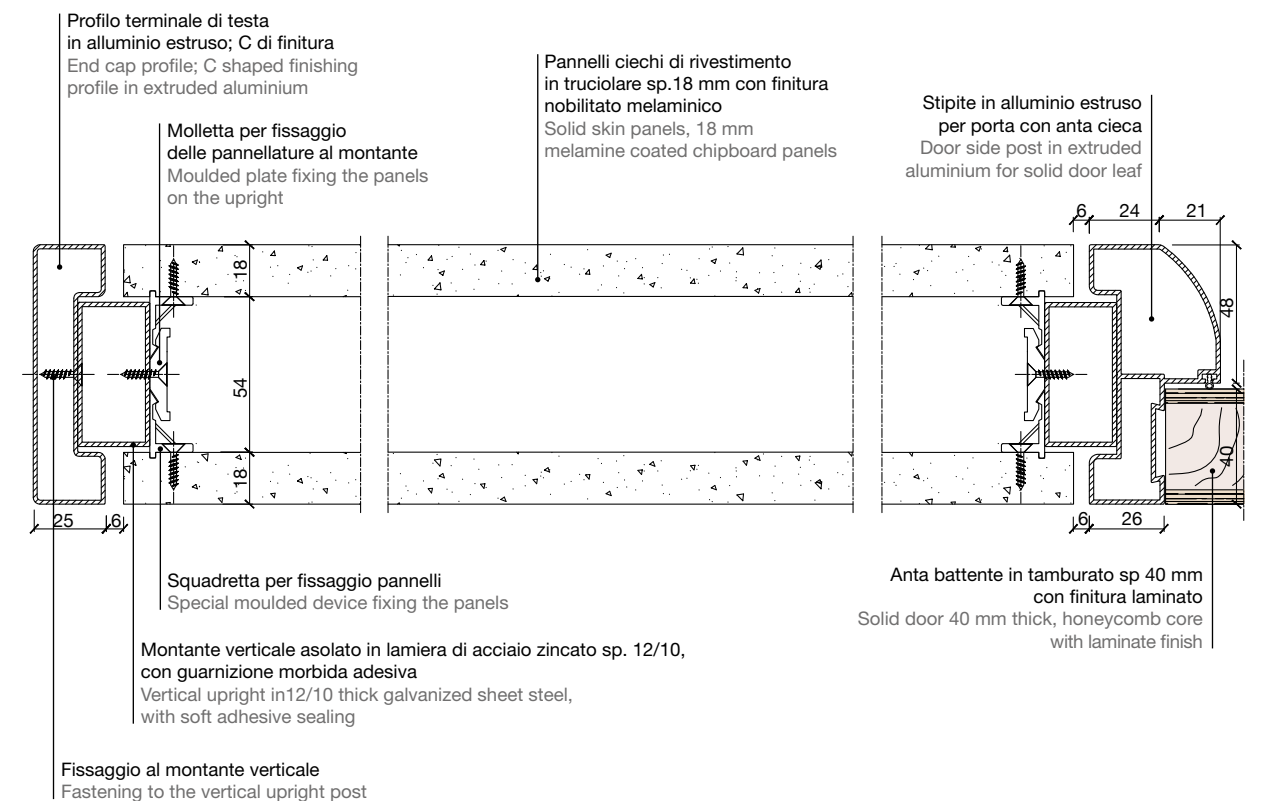 Profilo terminale di testa
in alluminio estruso; C di finitura
End cap profile; C shaped finishing
profile in extruded aluminium
Molletta per fissaggio
delle pannellature al montante
Moulded plate fixing the panels
on the upright
Pannelli ciechi di rivestimento
in truciolare sp.18 mm con finitura
nobilitato melaminico
Solid skin panels, 18 mm
melamine coated chipboard panels
Stipite in alluminio estruso
per porta con anta cieca
Door side post in extruded
aluminium for solid door leaf
6 24 21
18
48
54
40
18
25 6
6 26
Squadretta per fissaggio pannelli
Special moulded device fixing the panels
Anta battente in tamburato sp 40 mm
con finitura laminato
Solid door 40 mm thick, honeycomb core
with laminate finish
Montante verticale asolato in lamiera di acciaio zincato sp. 12/10,
con guarnizione morbida adesiva
Vertical upright in12/10 thick galvanized sheet steel,
with soft adhesive sealing
Fissaggio al montante verticale
Fastening to the vertical upright post